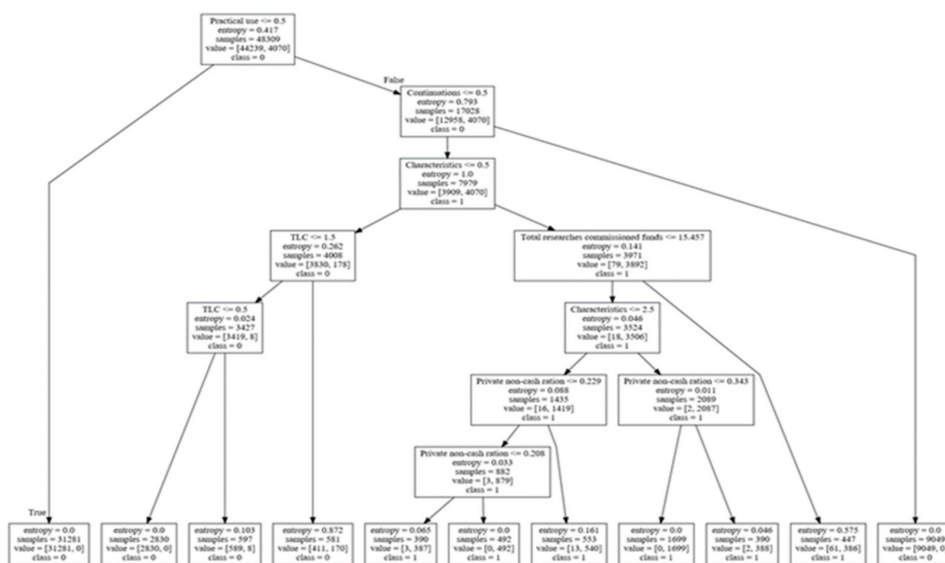 Practical use <= 0.5
entropy = 0.417
samples = 48309
value = [44239, 4070]
class = 0
False
Continuations <= 0.5
entropy = 0.793
samples = 17028
value = [12958, 4070]
class = 0
Characteristics <= 0.5
entropy = 1.0
samples = 7979
value = [3909, 4070]
class = 1
TLC <= 1.5
entropy = 0.262
samples = 4008
value = [3830, 178]
class = 0
Total researches commissioned funds <= 15.457
entropy = 0.141
samples = 3971
value = [79, 3892]
class = 1
TLC <= 0.5
entropy = 0.024
samples = 3427
value = [3419, 8]
class = 0
Characteristics <= 2.5
entropy = 0.046
samples = 3524
value = [18, 3506]
class = 1
Private non-cash ration <= 0.229
entropy = 0.088
samples = 1435
value = [16, 1419]
class = 1
Private non-cash ration <= 0.343
entropy = 0.011
samples = 2089
value = [2, 2087]
class = 1
Private non-cash ration <= 0.208
entropy = 0.033
samples = 882
value = [3, 879]
class = 1
True
entropy = 0.0
samples = 31281
value = [31281, 0]
class = 0
entropy = 0.0
samples = 2830
value = [2830, 0]
class = 0
entropy = 0.103
samples = 597
value = [589, 8]
class = 0
entropy = 0.872
samples = 581
value = [411, 170]
class = 0
entropy = 0.065
samples = 390
value = [3, 387]
class = 1
entropy = 0.0
samples = 492
value = [0, 492]
class = 1
entropy = 0.161
samples = 553
value = [13, 540]
class = 1
entropy = 0.0
samples = 1699
value = [0, 1699]
class = 1
entropy = 0.046
samples = 390
value = [2, 388]
class = 1
entropy = 0.575
samples = 447
value = [61, 386]
class = 1
entropy = 0.0
samples = 9049
value = [9049, 0]
class = 0